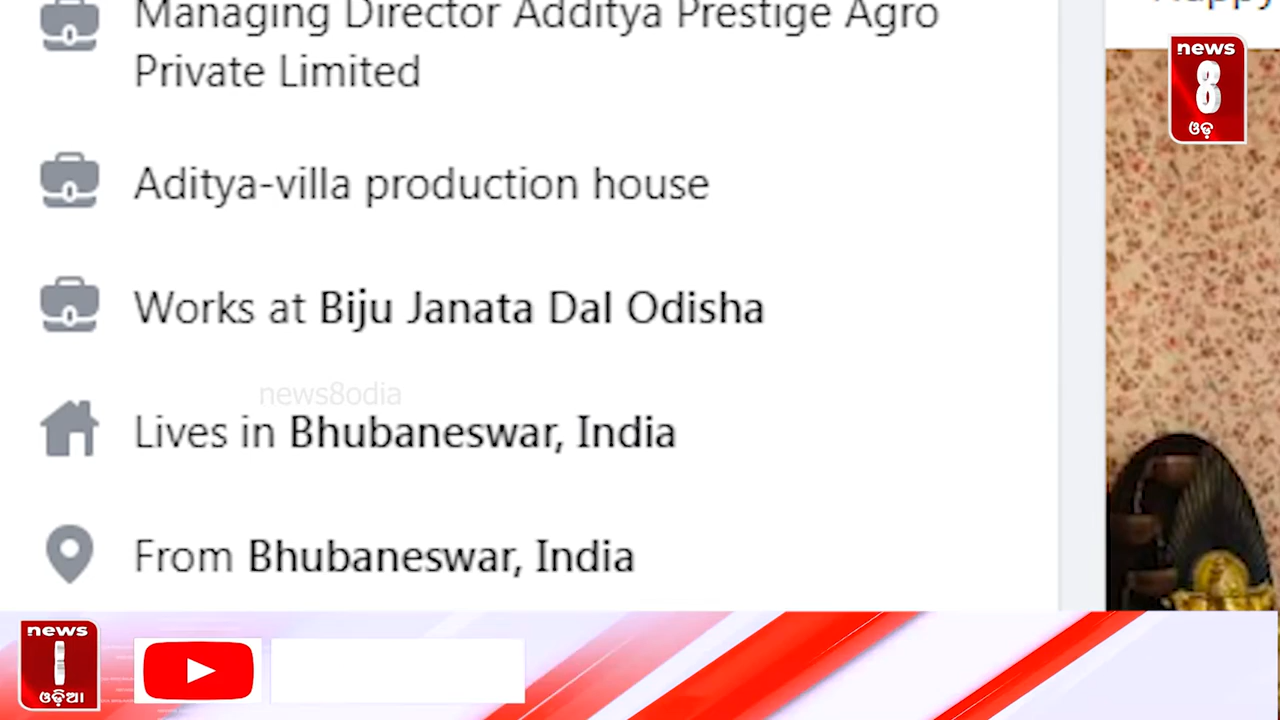 Managing Director Additya Prestige Agro
Private Limited
Aditya-villa production house
Works at Biju Janata Dal Odisha
news8odia
Lives in Bhubaneswar, India
From Bhubaneswar, India
news
8
ଓଡ଼
news
ଓଡ଼ିଆ